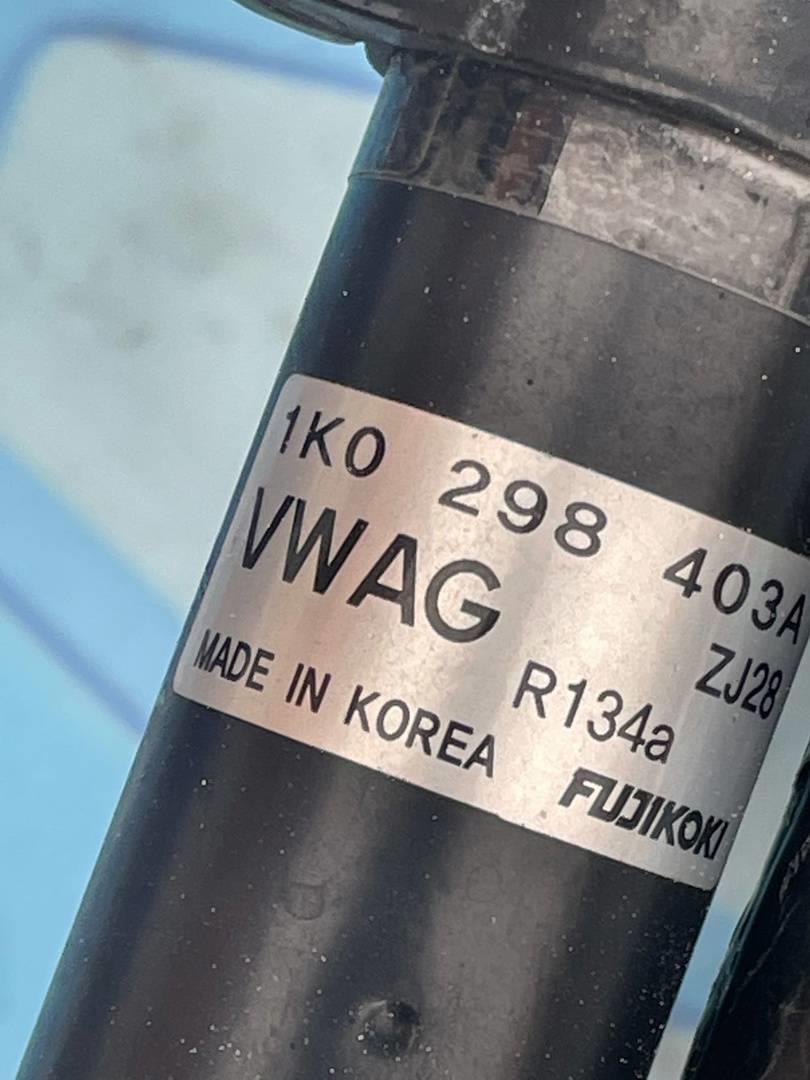 1K0 298 403A
VWAG ZJ28
R134a
MADE IN KOREA
FUJIKOKI